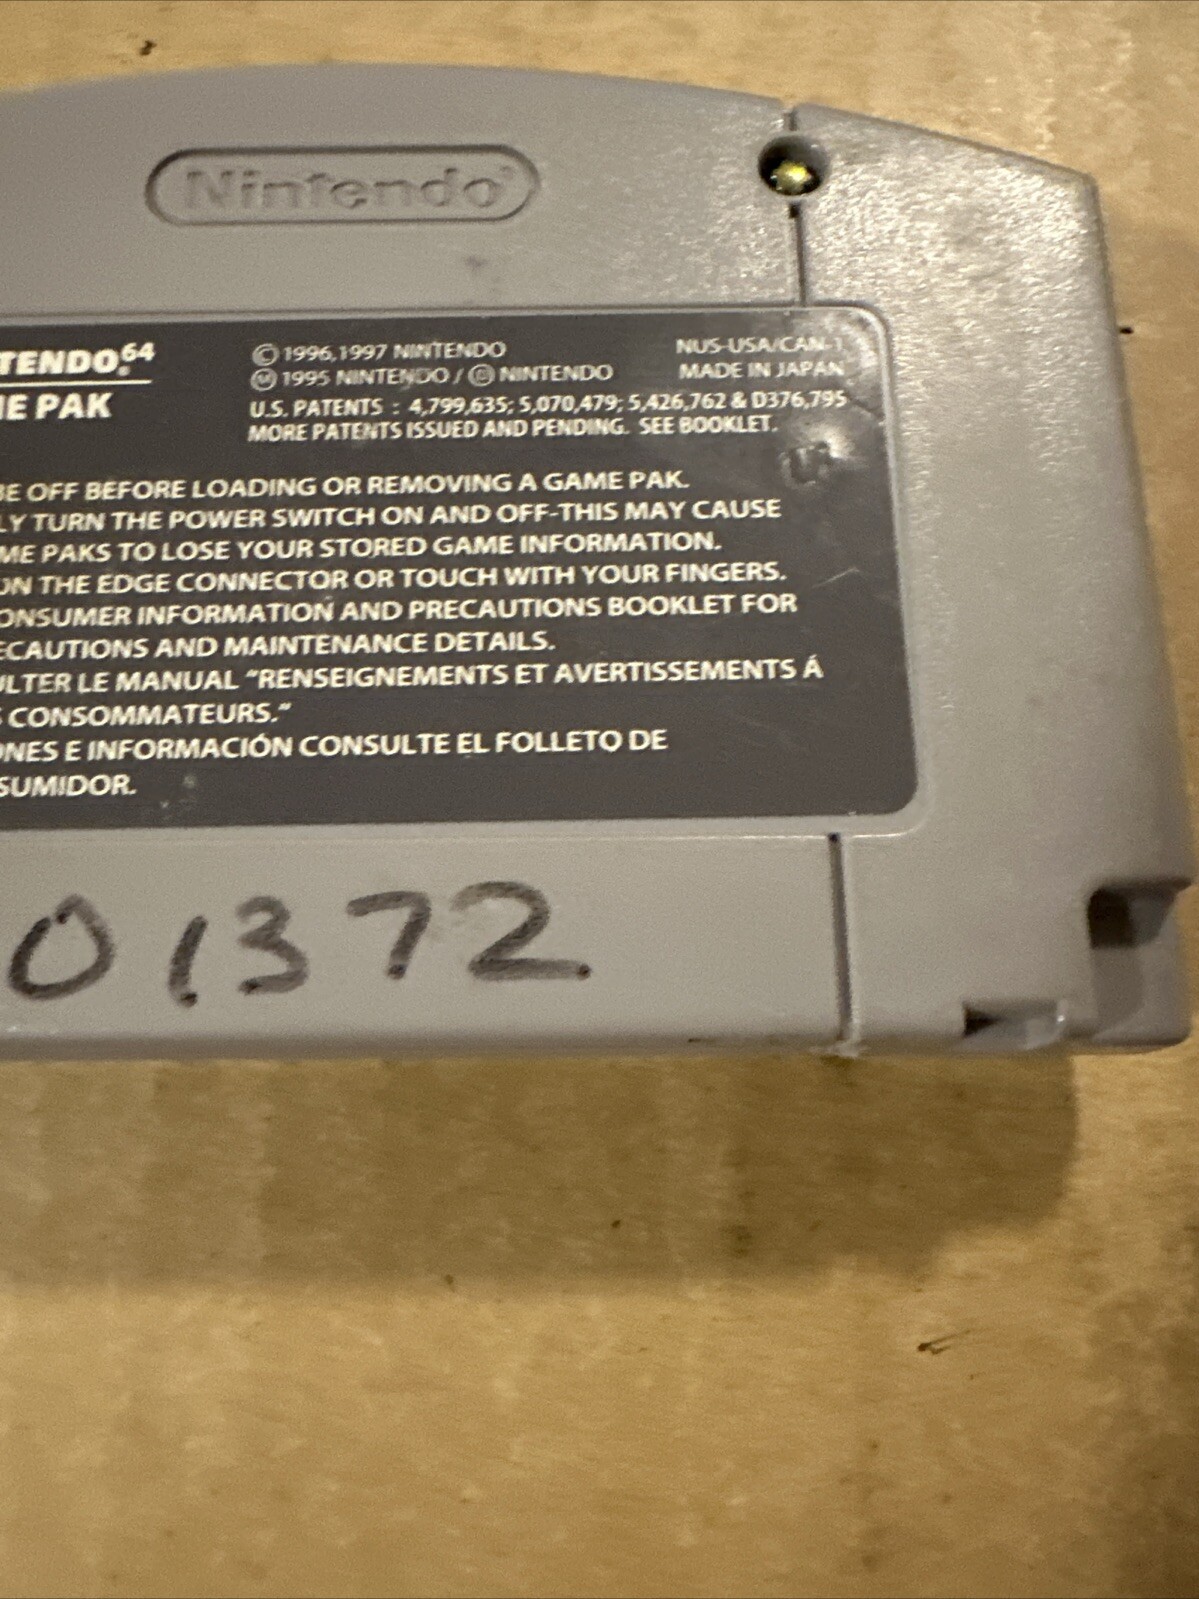 Nintendo
TENDO64
E PAK
© 1996,1997 NINTENDO
Ⓜ 1995 NINTENDO / NINTENDO
U.S. PATENTS : 4,799,635; 5,070,479; 5,426,762 & D376,795
MORE PATENTS ISSUED AND PENDING. SEE BOOKLET.
NUS-USA/CAN-1
MADE IN JAPAN
BE OFF BEFORE LOADING OR REMOVING A GAME PAK.
LY TURN THE POWER SWITCH ON AND OFF-THIS MAY CAUSE
ME PAKS TO LOSE YOUR STORED GAME INFORMATION.
ON THE EDGE CONNECTOR OR TOUCH WITH YOUR FINGERS.
ONSUMER INFORMATION AND PRECAUTIONS BOOKLET FOR
ECAUTIONS AND MAINTENANCE DETAILS.
ULTER LE MANUAL "RENSEIGNEMENTS ET AVERTISSEMENTS Á
S CONSOMMATEURS."
ONES E INFORMACIÓN CONSULTE EL FOLLETO DE
SUMIDOR.
01372